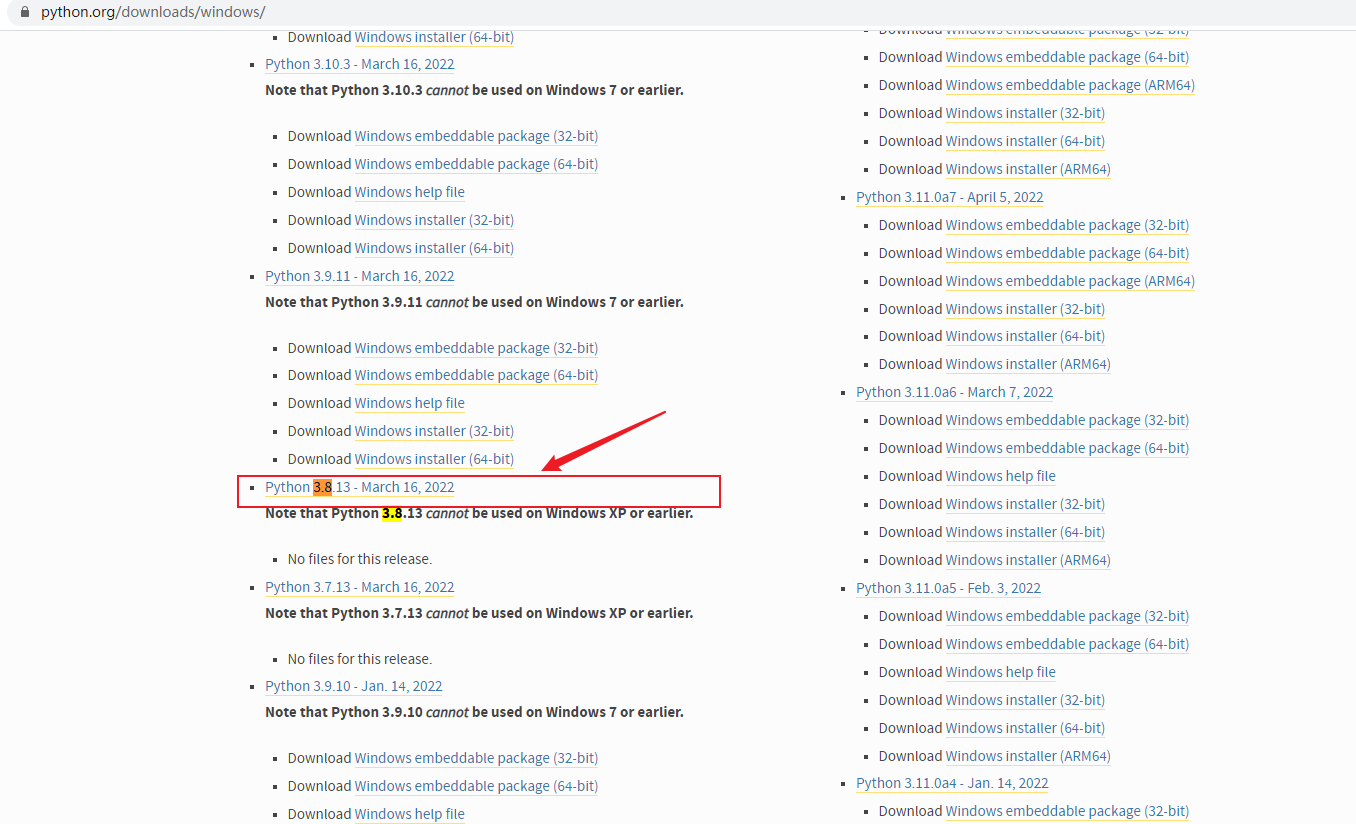 python.org/downloads/windows/
Download Windows installer (64-bit)
Python 3.10.3 - March 16, 2022
Note that Python 3.10.3 cannot be used on Windows 7 or earlier.
Download Windows embeddable package (32-bit)
Download Windows embeddable package (64-bit)
Download Windows help file
Download Windows installer (32-bit)
Download Windows installer (64-bit)
Python 3.9.11 - March 16, 2022
Note that Python 3.9.11 cannot be used on Windows 7 or earlier.
Download Windows embeddable package (32-bit)
Download Windows embeddable package (64-bit)
Download Windows help file
Download Windows installer (32-bit)
Download Windows installer (64-bit)
Python 3.8.13 - March 16, 2022
Note that Python 3.8.13 cannot be used on Windows XP or earlier.
No files for this release.
Python 3.7.13 - March 16, 2022
Note that Python 3.7.13 cannot be used on Windows XP or earlier.
No files for this release.
Python 3.9.10 - Jan. 14, 2022
Note that Python 3.9.10 cannot be used on Windows 7 or earlier.
Download Windows embeddable package (32-bit)
Download Windows embeddable package (64-bit)
Download Windows help file
Download Windows embeddable package (32-bit)
Download Windows embeddable package (64-bit)
Download Windows embeddable package (ARM64)
Download Windows installer (32-bit)
Download Windows installer (64-bit)
Download Windows installer (ARM64)
Python 3.11.0a7 - April 5, 2022
Download Windows embeddable package (32-bit)
Download Windows embeddable package (64-bit)
Download Windows embeddable package (ARM64)
Download Windows installer (32-bit)
Download Windows installer (64-bit)
Download Windows installer (ARM64)
Python 3.11.0a6 - March 7, 2022
Download Windows embeddable package (32-bit)
Download Windows embeddable package (64-bit)
Download Windows help file
Download Windows installer (32-bit)
Download Windows installer (64-bit)
Download Windows installer (ARM64)
Python 3.11.0a5 - Feb. 3, 2022
Download Windows embeddable package (32-bit)
Download Windows embeddable package (64-bit)
Download Windows help file
Download Windows installer (32-bit)
Download Windows installer (64-bit)
Download Windows installer (ARM64)
Python 3.11.0a4 - Jan. 14, 2022
Download Windows embeddable package (32-bit)